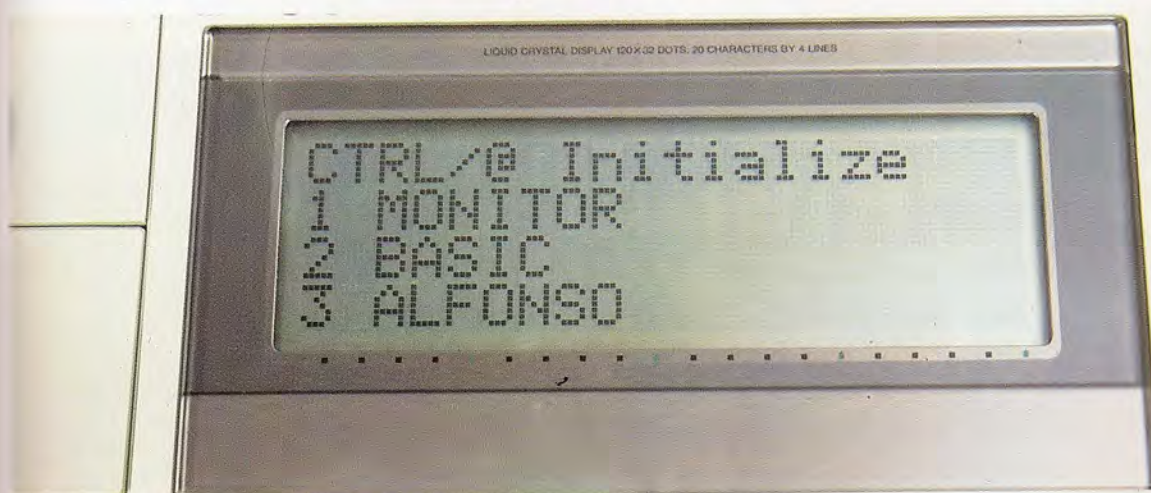 LIQUID CRYSTAL DISPLAY 120×32 DOTS, 20 CHARACTERS BY 4 LINES
CTRL/@ Initialize
1 MONITOR
2 BASIC
3 ALFONSO